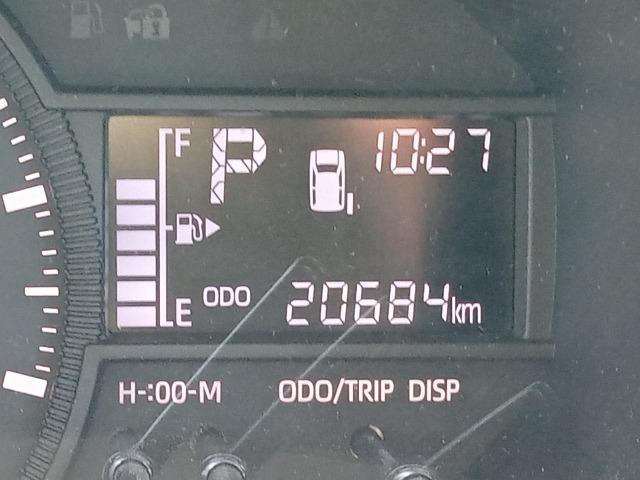 F P 10:27
E ODO 20684km
H-:00-M ODO/TRIP DISP